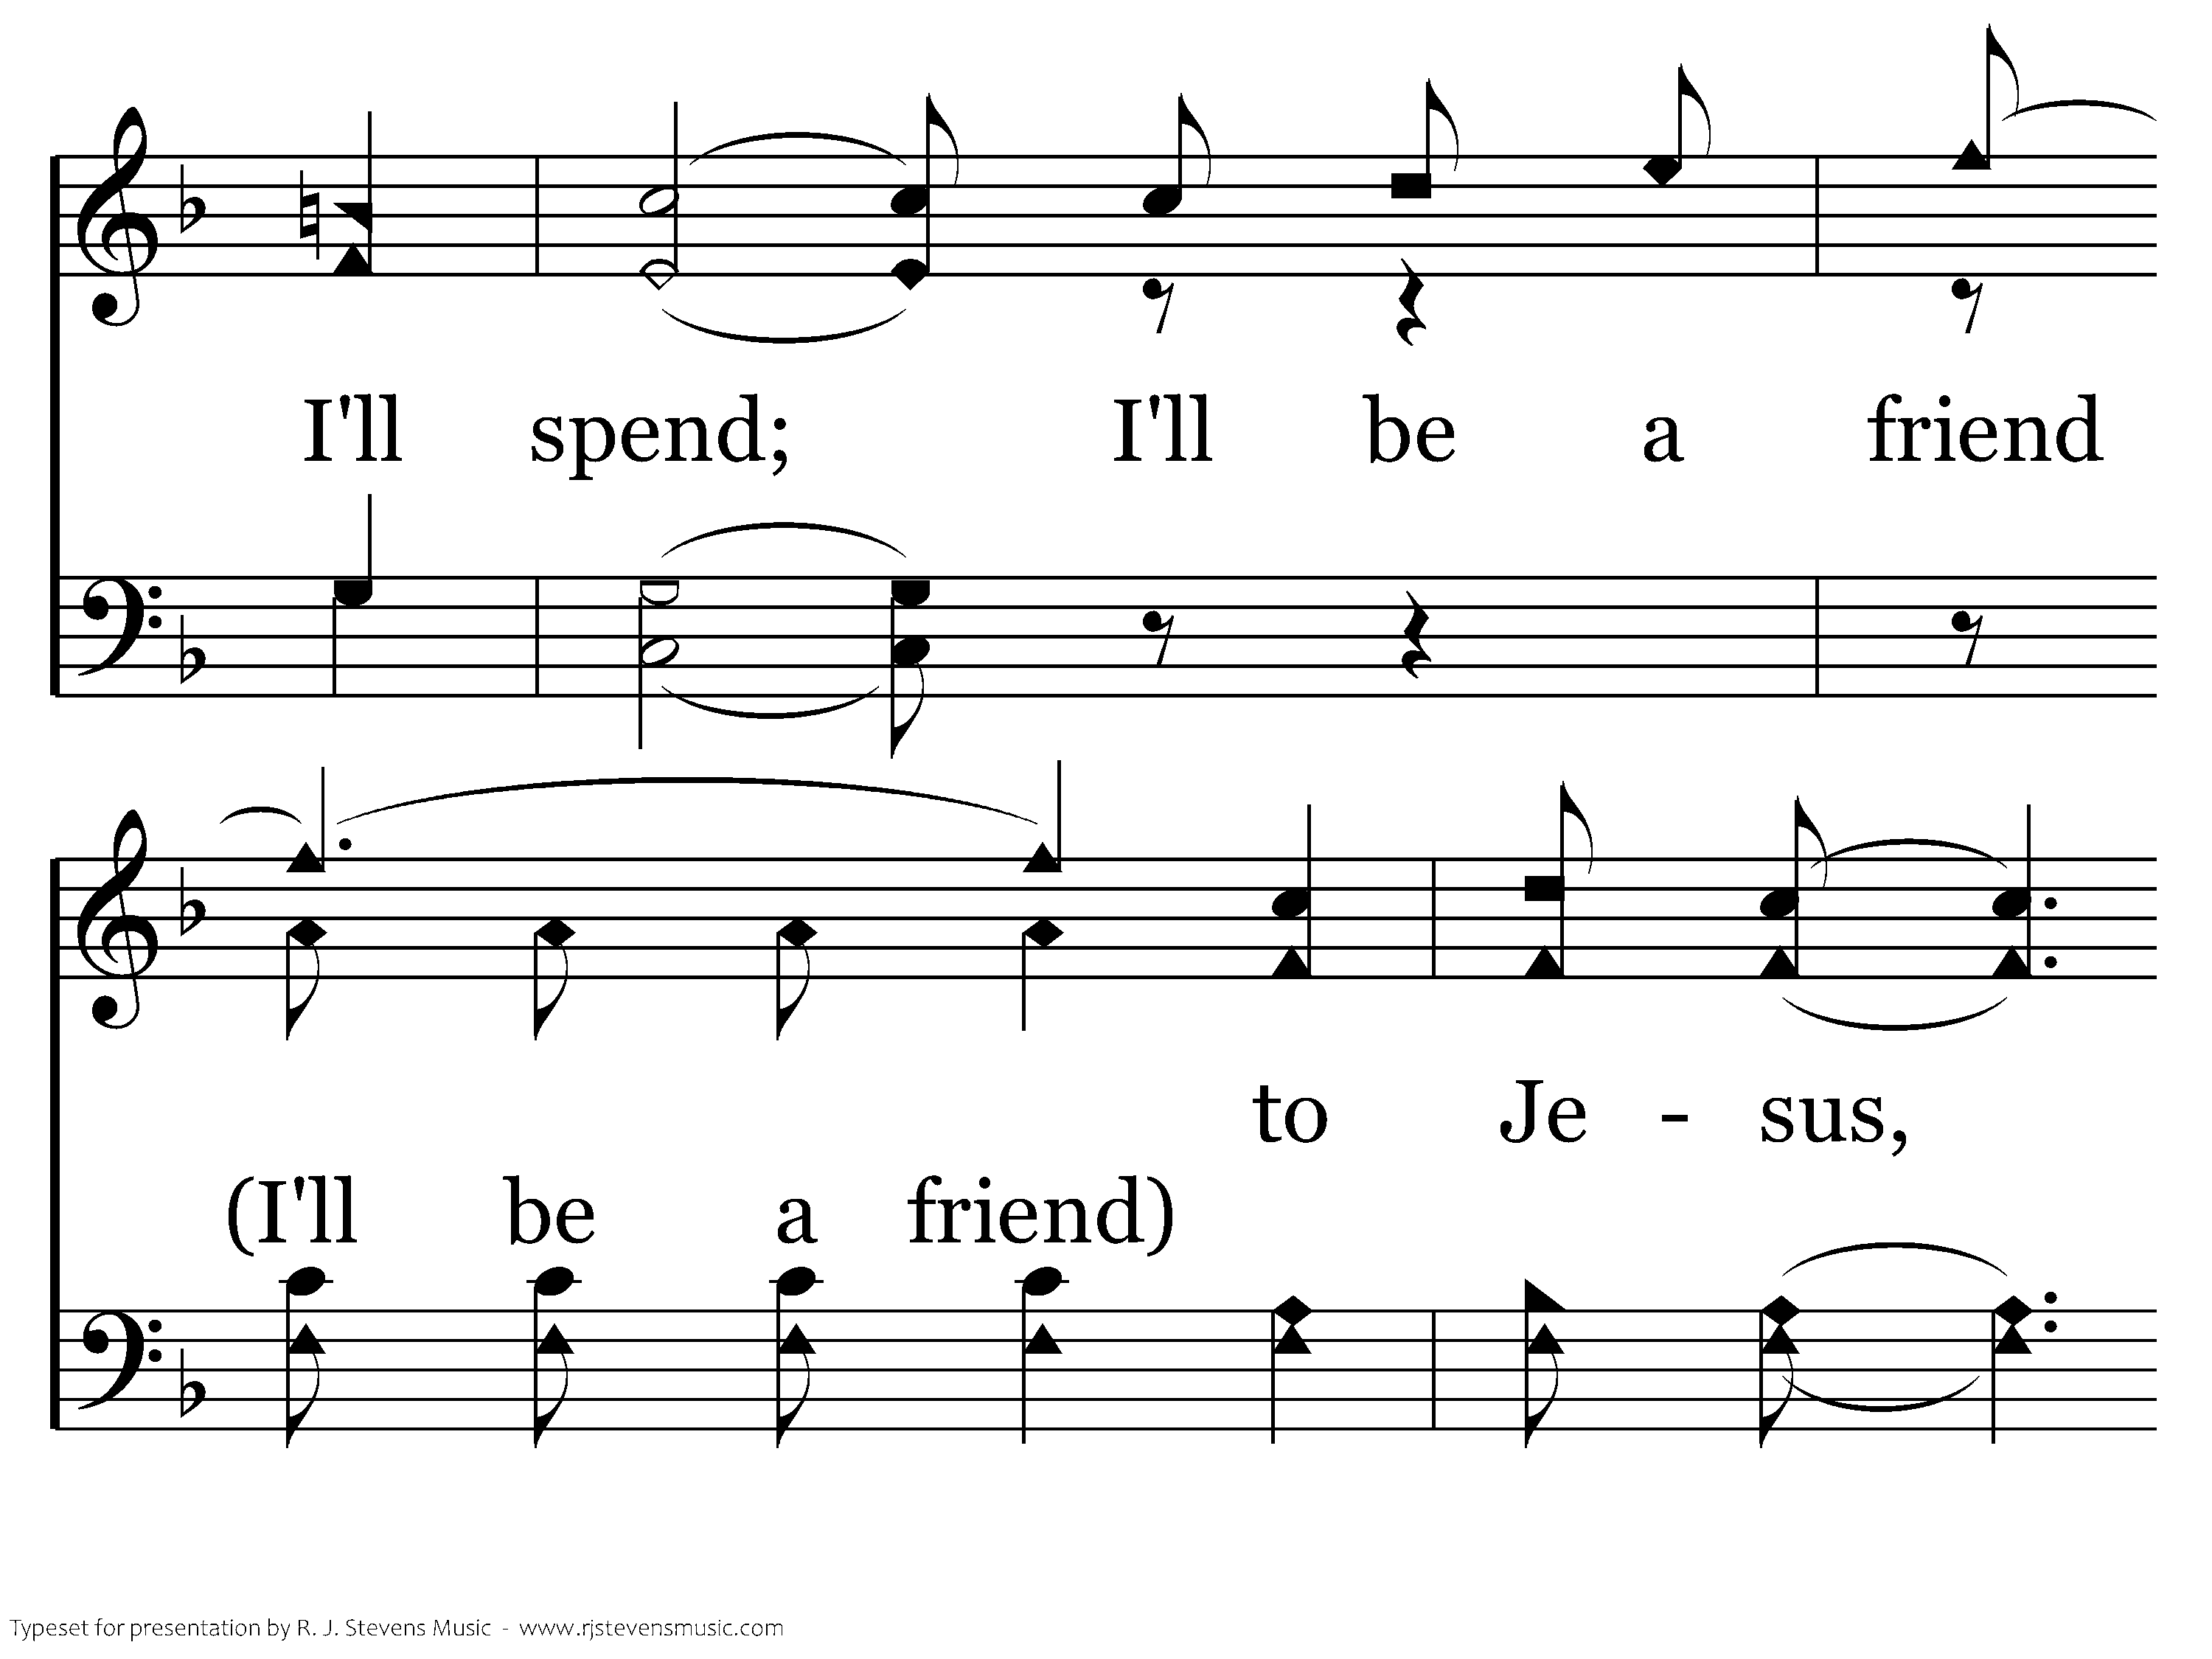 I'll spend; I'll be a friend
to Je - sus,
(I'll be a friend)
Typeset for presentation by R. J. Stevens Music - www.rjstevensmusic.com